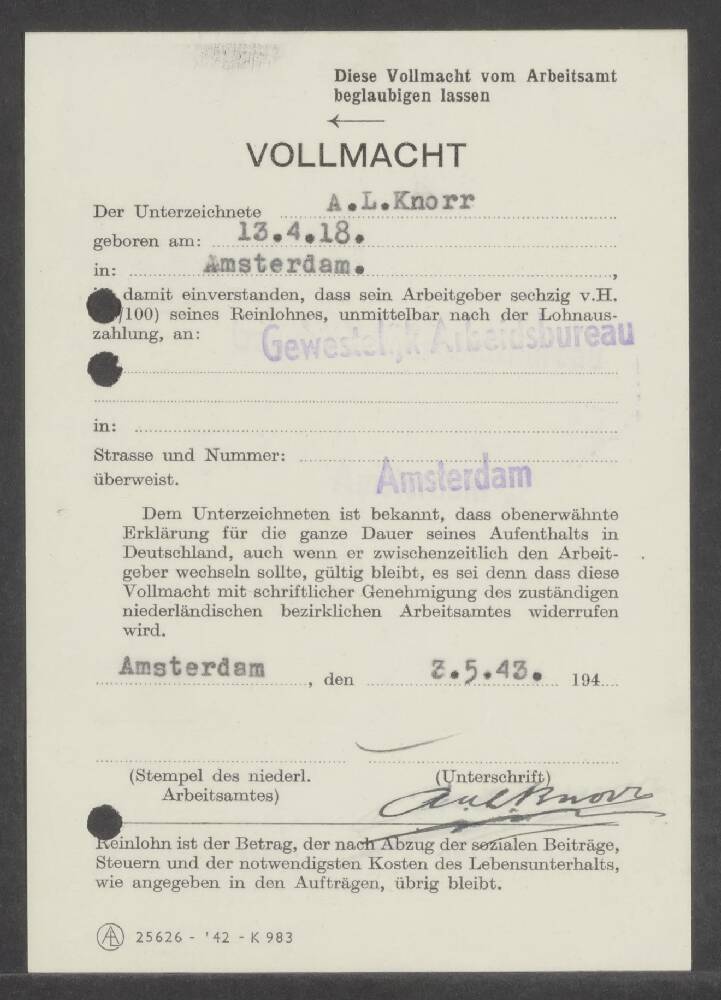 Diese Vollmacht vom Arbeitsamt
beglaubigen lassen
VOLLMACHT
Der Unterzeichnete A.L.Knorr
geboren am: 13.4.18.
in: Amsterdam.,
damit einverstanden, dass sein Arbeitgeber sechzig v.H.
/100) seines Reinlohnes, unmittelbar nach der Lohnaus-
zahlung, an:
Gewestelijk Arbeidsbureau
in:
Strasse und Nummer:
Amsterdam
überweist.
Dem Unterzeichneten ist bekannt, dass obenerwähnte
Erklärung für die ganze Dauer seines Aufenthalts in
Deutschland, auch wenn er zwischenzeitlich den Arbeit-
geber wechseln sollte, gültig bleibt, es sei denn dass diese
Vollmacht mit schriftlicher Genehmigung des zuständigen
niederländischen bezirklichen Arbeitsamtes widerrufen
wird.
Amsterdam, den 3.5.43. 194
(Stempel des niederl. (Unterschrift)
Arbeitsamtes)
Reinlohn ist der Betrag, der nach Abzug der sozialen Beiträge,
Steuern und der notwendigsten Kosten des Lebensunterhalts,
wie angegeben in den Aufträgen, übrig bleibt.
25626 - '42 - K 983